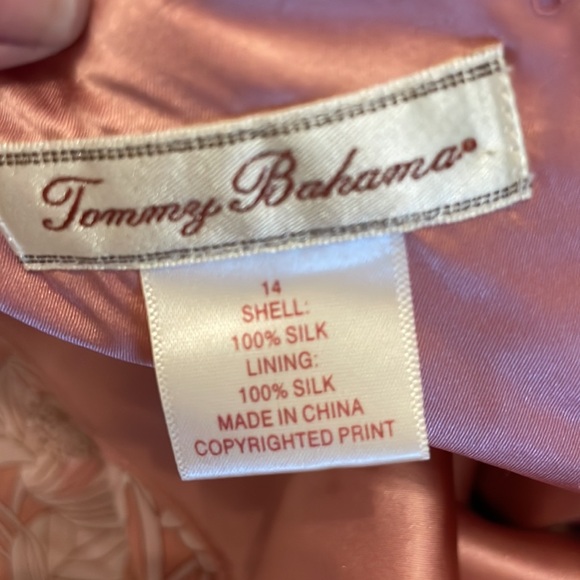 Tommy Bahama®
14
SHELL:
100% SILK
LINING:
100% SILK
MADE IN CHINA
COPYRIGHTED PRINT